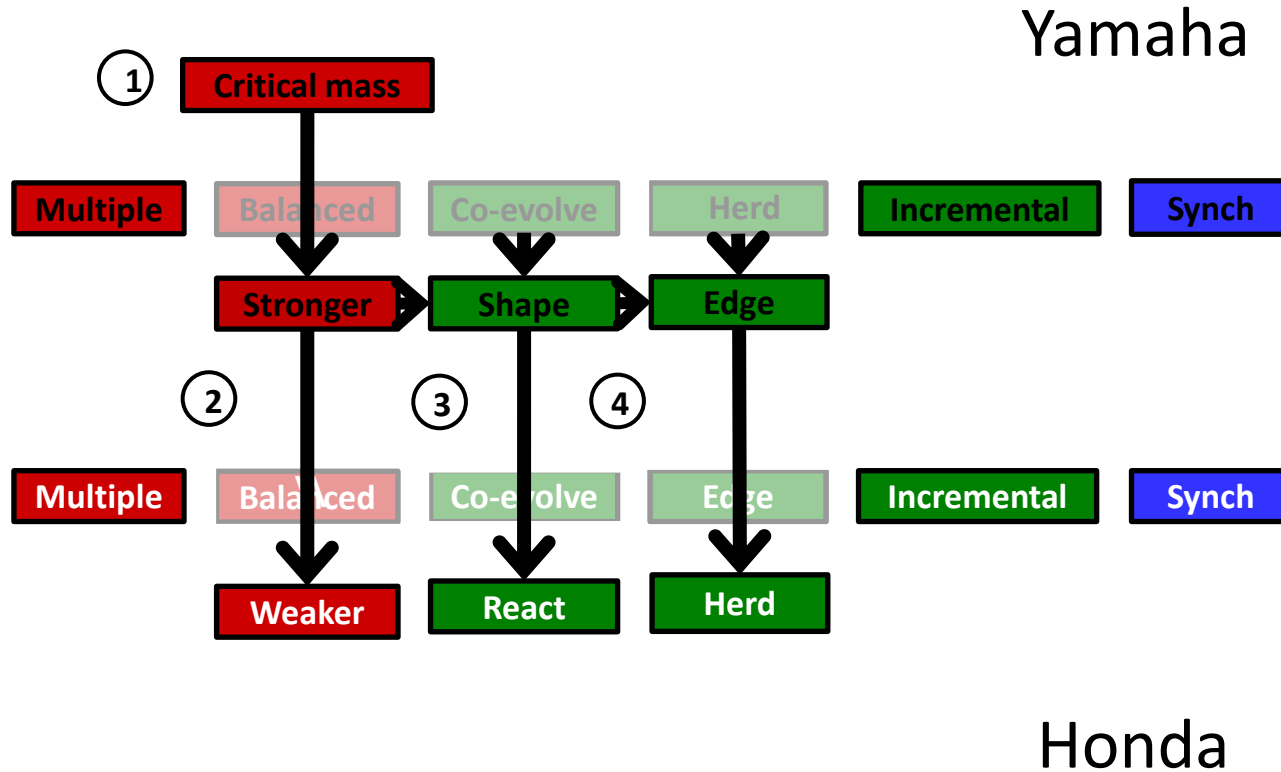 Yamaha
1 Critical mass
Multiple Balanced Co-evolve Herd Incremental Synch
Stronger Shape Edge
2 3 4
Multiple Balanced Co-evolve Edge Incremental Synch
Weaker React Herd
Honda